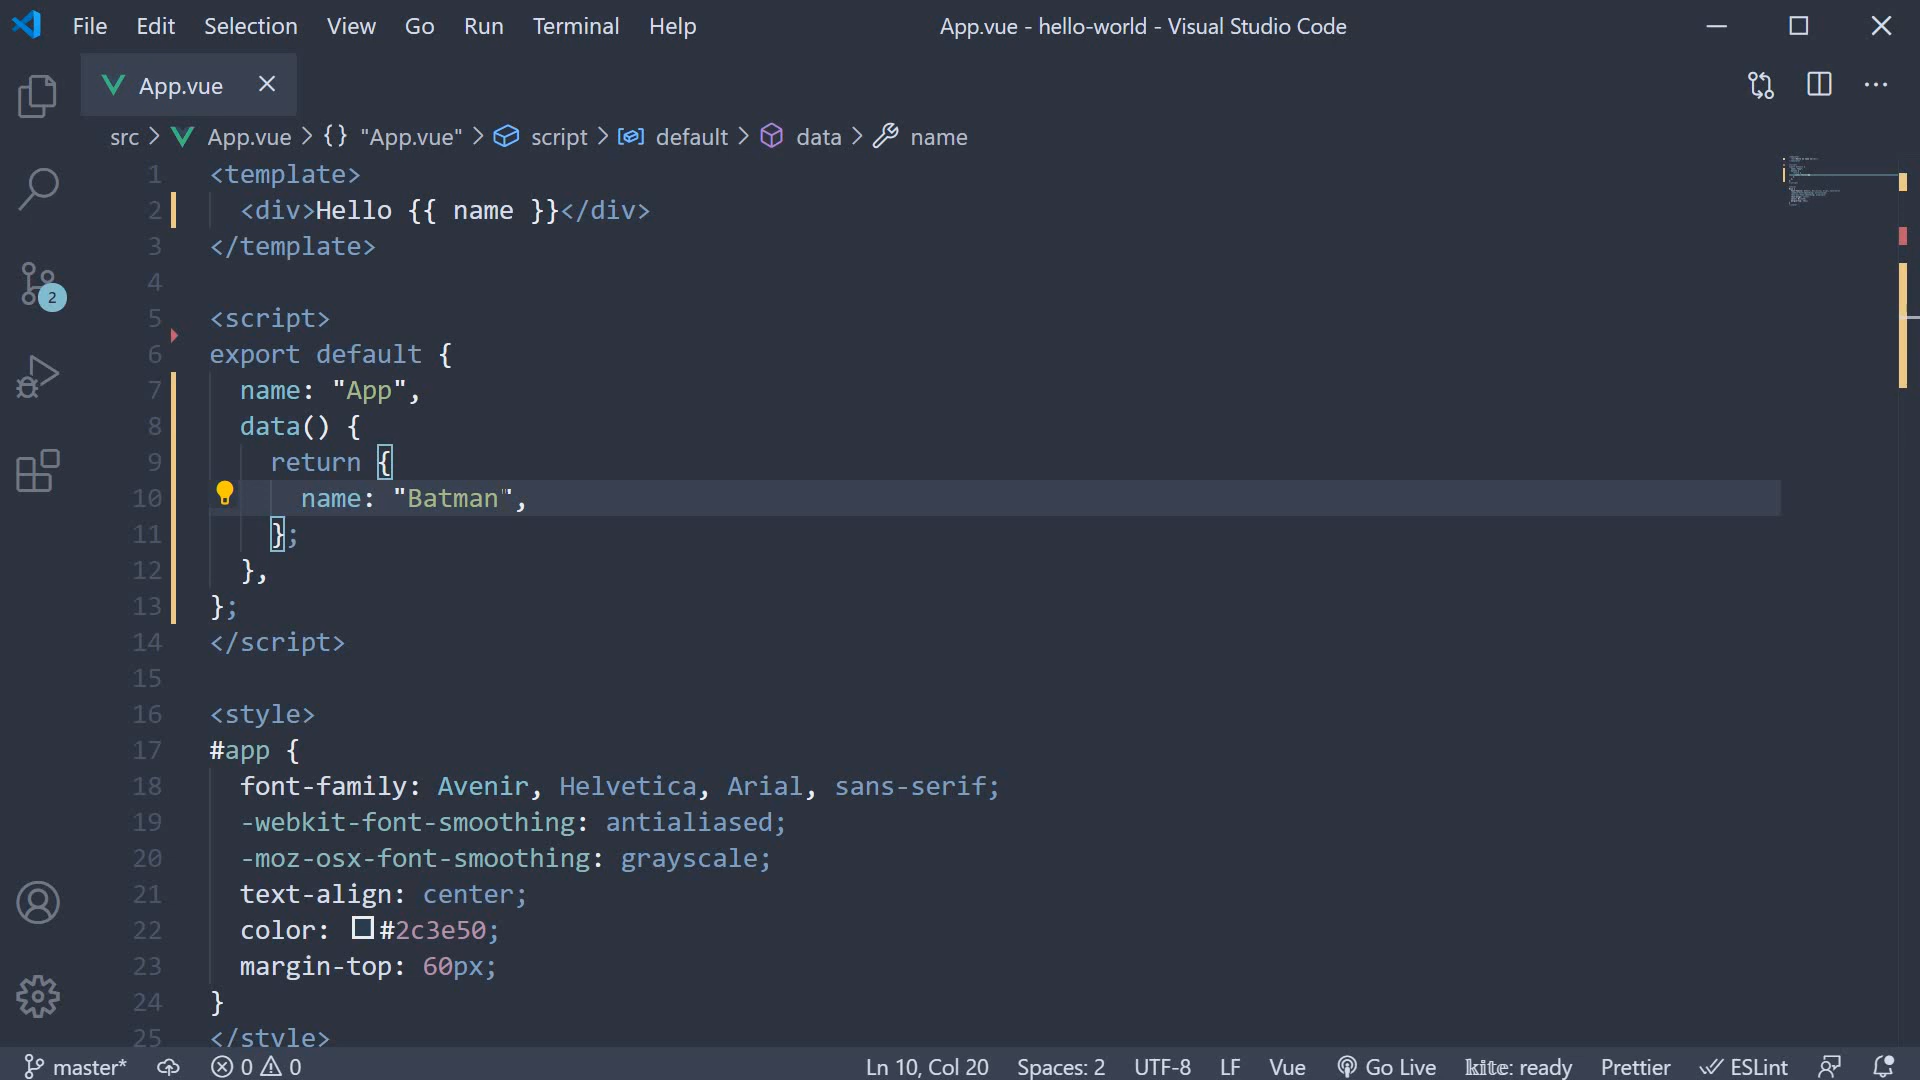 File Edit Selection View Go Run Terminal Help App.vue - hello-world - Visual Studio Code
App.vue
src > App.vue > {} "App.vue" > script > default > data > name
1 <template>
2 <div>Hello {{ name }}</div>
3 </template>
4
5 <script>
6 export default {
7 name: "App",
8 data() {
9 return {
10 name: "Batman",
11 };
12 },
13 };
14 </script>
15
16 <style>
17 #app {
18 font-family: Avenir, Helvetica, Arial, sans-serif;
19 -webkit-font-smoothing: antialiased;
20 -moz-osx-font-smoothing: grayscale;
21 text-align: center;
22 color: #2c3e50;
23 margin-top: 60px;
24 }
25 </style>
2
master* 0 0 Ln 10, Col 20 Spaces: 2 UTF-8 LF Vue Go Live kite: ready Prettier ESLint